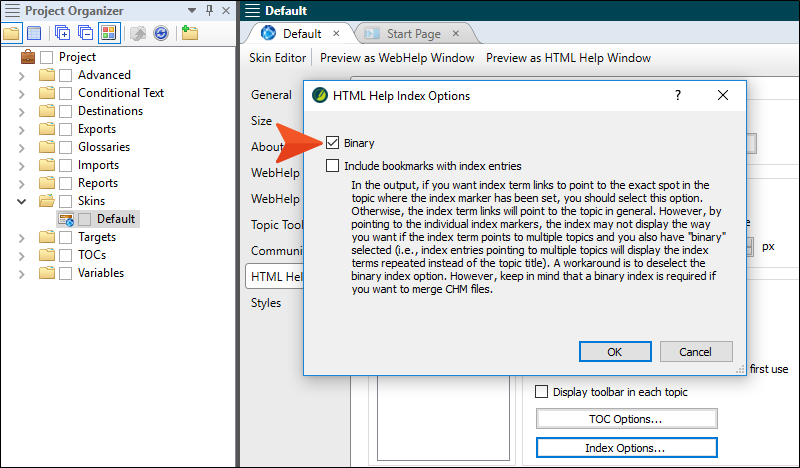 Project Organizer
Project
Advanced
Conditional Text
Destinations
Exports
Glossaries
Imports
Reports
Skins
Default
Targets
TOCs
Variables
Default
Default
Start Page
Skin Editor
Preview as WebHelp Window
Preview as HTML Help Window
General
Size
About
WebHelp
WebHelp
Topic Tool
Communi
HTML Help
Styles
HTML Help Index Options
?
Binary
Include bookmarks with index entries
In the output, if you want index term links to point to the exact spot in the
topic where the index marker has been set, you should select this option.
Otherwise, the index term links will point to the topic in general. However, by
pointing to the individual index markers, the index may not display the way
you want if the index term points to multiple topics and you also have "binary"
selected (i.e., index entries pointing to multiple topics will display the index
terms repeated instead of the topic title). A workaround is to deselect the
binary index option. However, keep in mind that a binary index is required if
you want to merge CHM files.
OK
Cancel
px
first use
Display toolbar in each topic
TOC Options...
Index Options...